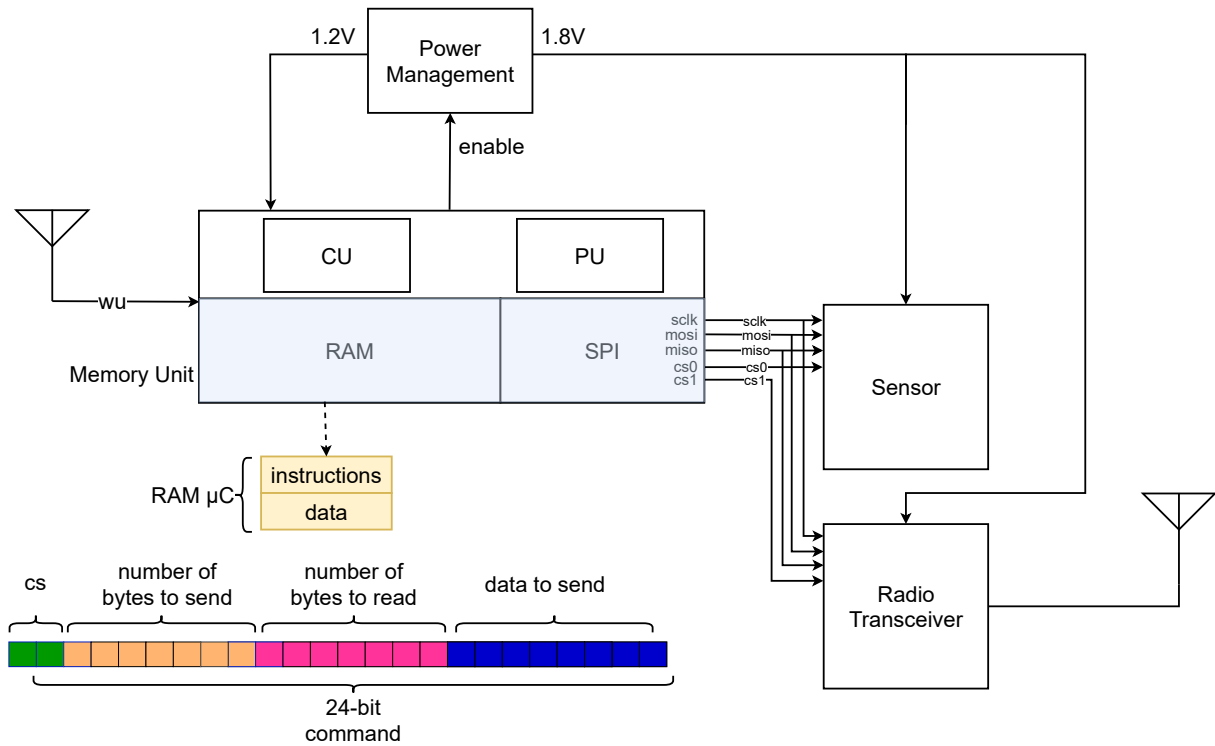 1.2V
Power
Management
1.8V
enable
CU
PU
wu
RAM
SPI
sclk
mosi
miso
cs0
cs1
sclk
mosi
miso
cs0
cs1
Memory Unit
Sensor
RAM μC
instructions
data
Radio
Transceiver
cs
number of
bytes to send
number of
bytes to read
data to send
24-bit
command